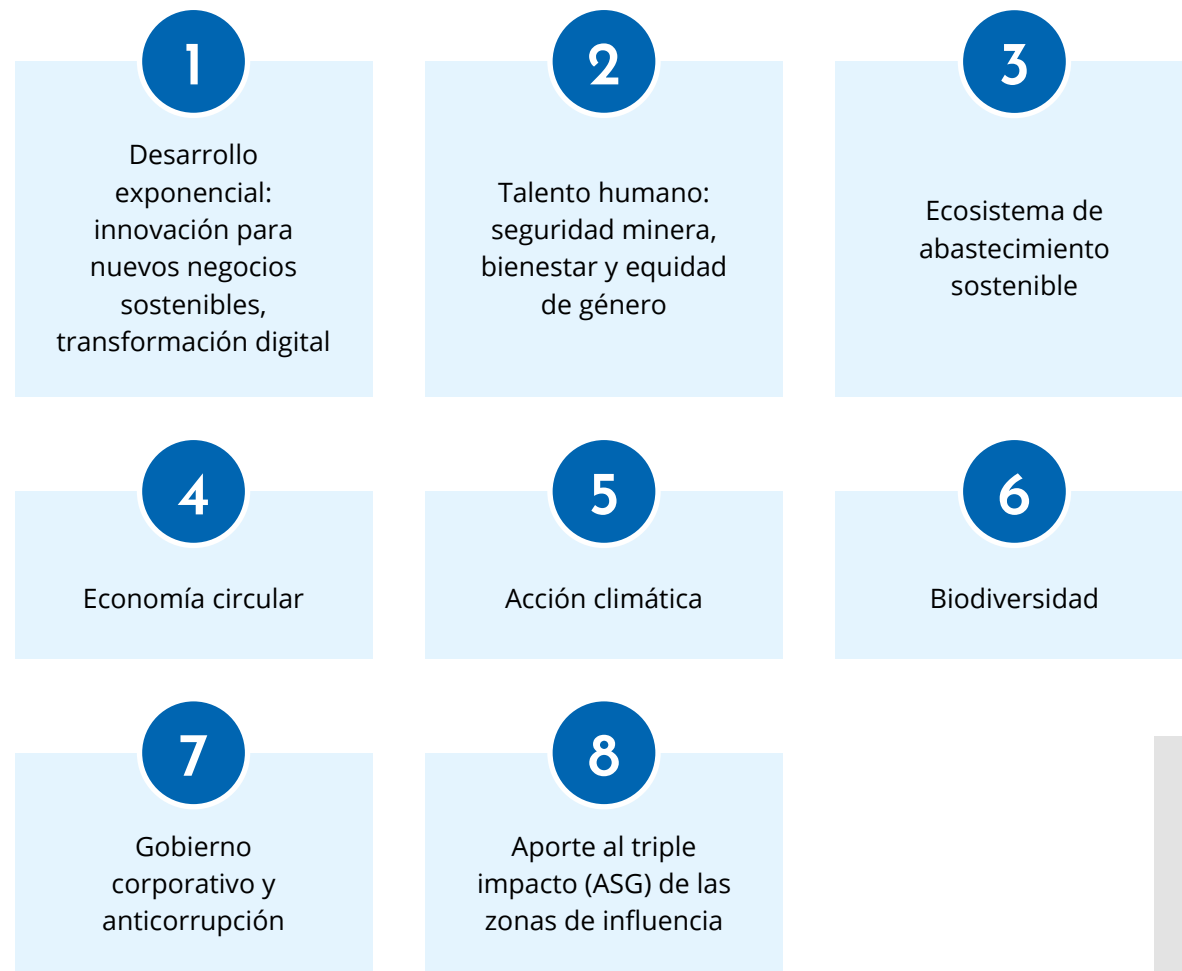 1
Desarrollo
exponencial:
innovación para
nuevos negocios
sostenibles,
transformación digital
2
Talento humano:
seguridad minera,
bienestar y equidad
de género
3
Ecosistema de
abastecimiento
sostenible
4
Economía circular
5
Acción climática
6
Biodiversidad
7
Gobierno
corporativo y
anticorrupción
8
Aporte al triple
impacto (ASG) de las
zonas de influencia